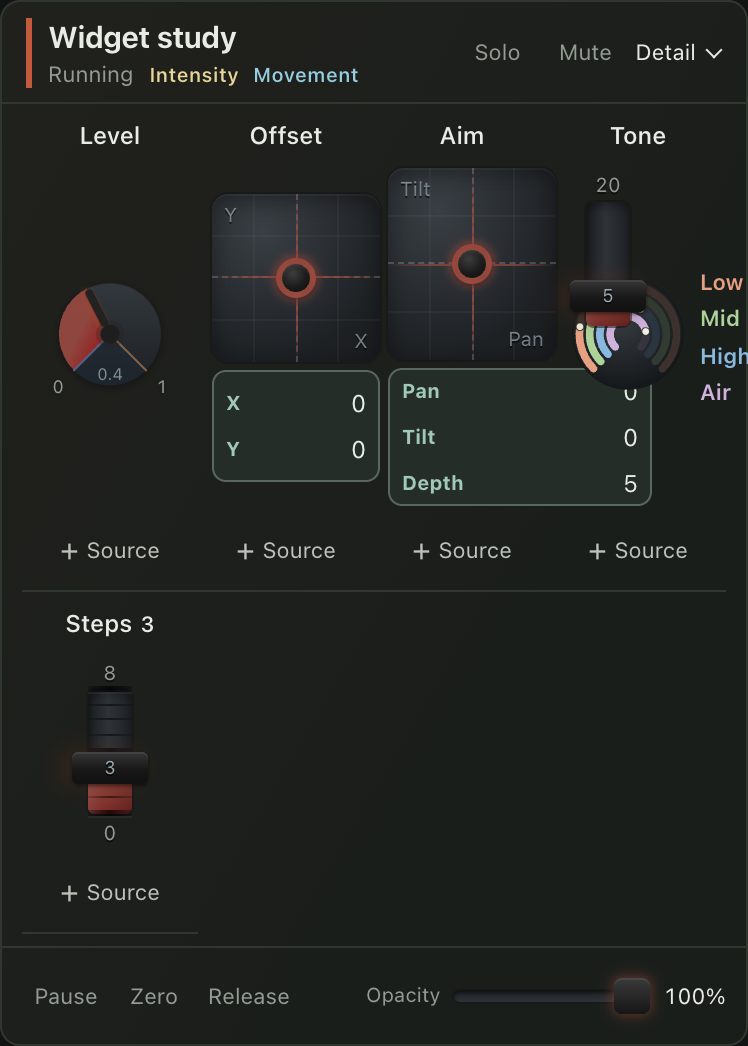 Widget study
Solo Mute Detail
Running Intensity Movement
Level Offset Aim Tone
20
Tilt
Y
5
Low
Mid
High
Air
X
Pan
0.4
0 1
X 0
Y 0
Pan 0
Tilt 0
Depth 5
+ Source + Source + Source + Source
Steps 3
8
3
0
+ Source
Pause Zero Release Opacity 100%